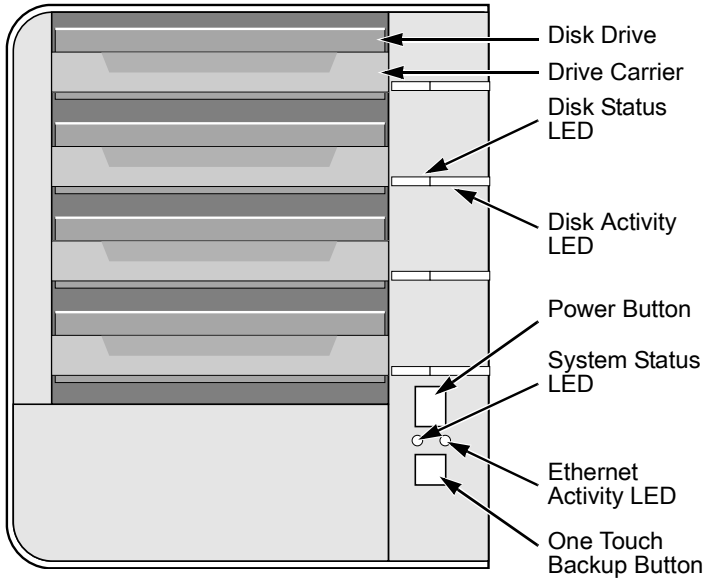 Disk Drive
Drive Carrier
Disk Status
LED
Disk Activity
LED
Power Button
System Status
LED
Ethernet
Activity LED
One Touch
Backup Button